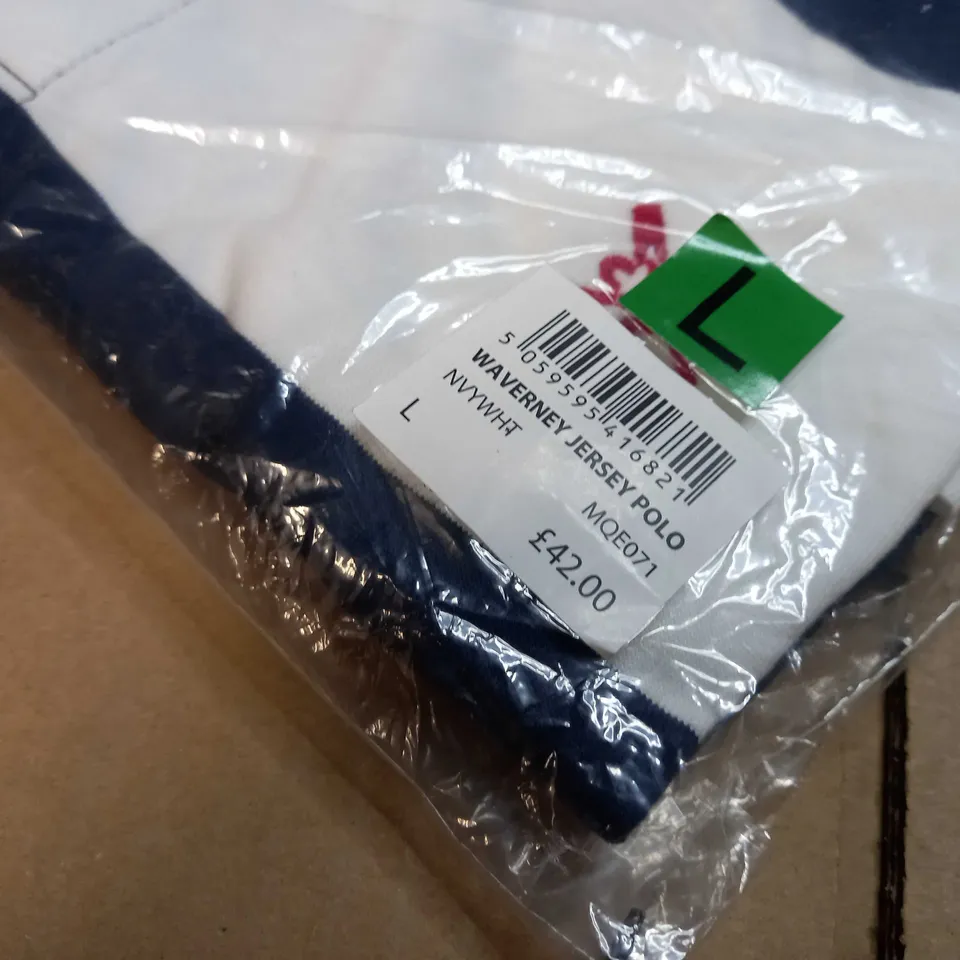 L
5 059595 416821
WAVERNEY JERSEY POLO
NVYWHT
MQE071
L
£42.00